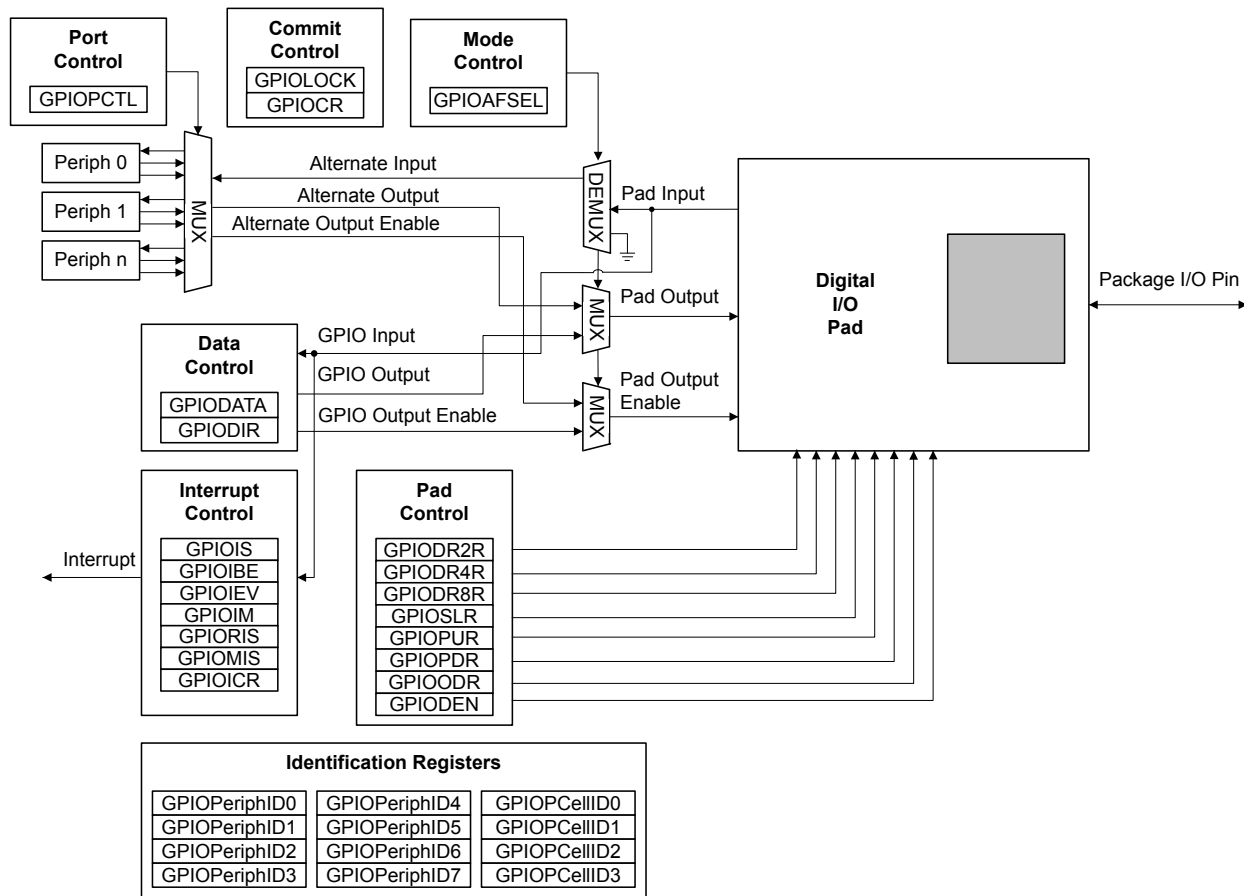 Port
Control
GPIOPCTL
Commit
Control
GPIOLOCK
GPIOCR
Mode
Control
GPIOAFSEL
Periph 0
Periph 1
Periph n
MUX
Alternate Input
Alternate Output
Alternate Output Enable
DEMUX
Pad Input
MUX
Pad Output
MUX
Pad Output
Enable
Digital
I/O
Pad
Package I/O Pin
Data
Control
GPIODATA
GPIODIR
GPIO Input
GPIO Output
GPIO Output Enable
Interrupt
Control
GPIOIS
GPIOIBE
GPIOIEV
GPIOIM
GPIORIS
GPIOMIS
GPIOICR
Interrupt
Pad
Control
GPIODR2R
GPIODR4R
GPIODR8R
GPIOSLR
GPIOPUR
GPIOPDR
GPIOODR
GPIODEN
Identification Registers
GPIOPeriphID0
GPIOPeriphID1
GPIOPeriphID2
GPIOPeriphID3
GPIOPeriphID4
GPIOPeriphID5
GPIOPeriphID6
GPIOPeriphID7
GPIOPCellID0
GPIOPCellID1
GPIOPCellID2
GPIOPCellID3